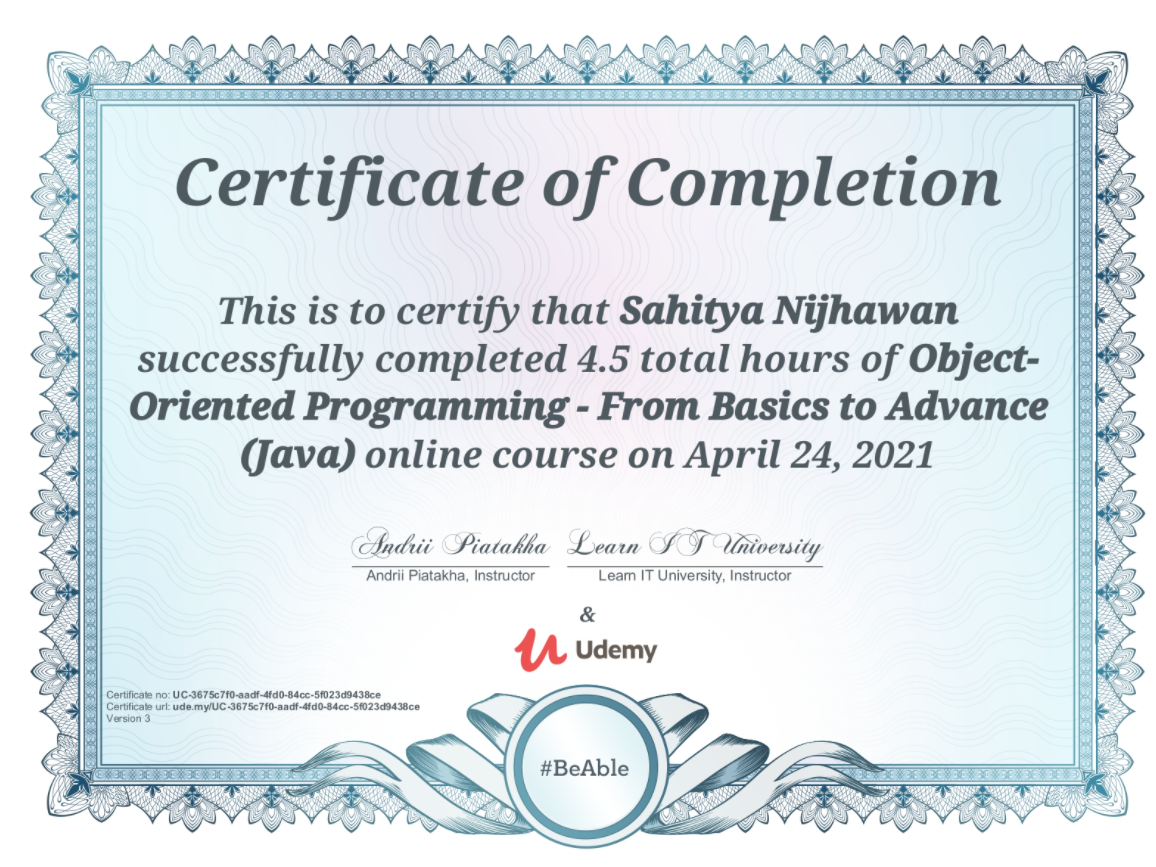 Certificate of Completion
This is to certify that Sahitya Nijhawan
successfully completed 4.5 total hours of Object-
Oriented Programming - From Basics to Advance
(Java) online course on April 24, 2021
Andrii Piatakha Learn IT University
Andrii Piatakha, Instructor Learn IT University, Instructor
&
Udemy
Certificate no: UC-3675c7f0-aadf-4fd0-84cc-5f023d9438ce
Certificate url: ude.my/UC-3675c7f0-aadf-4fd0-84cc-5f023d9438ce
Version 3
#BeAble